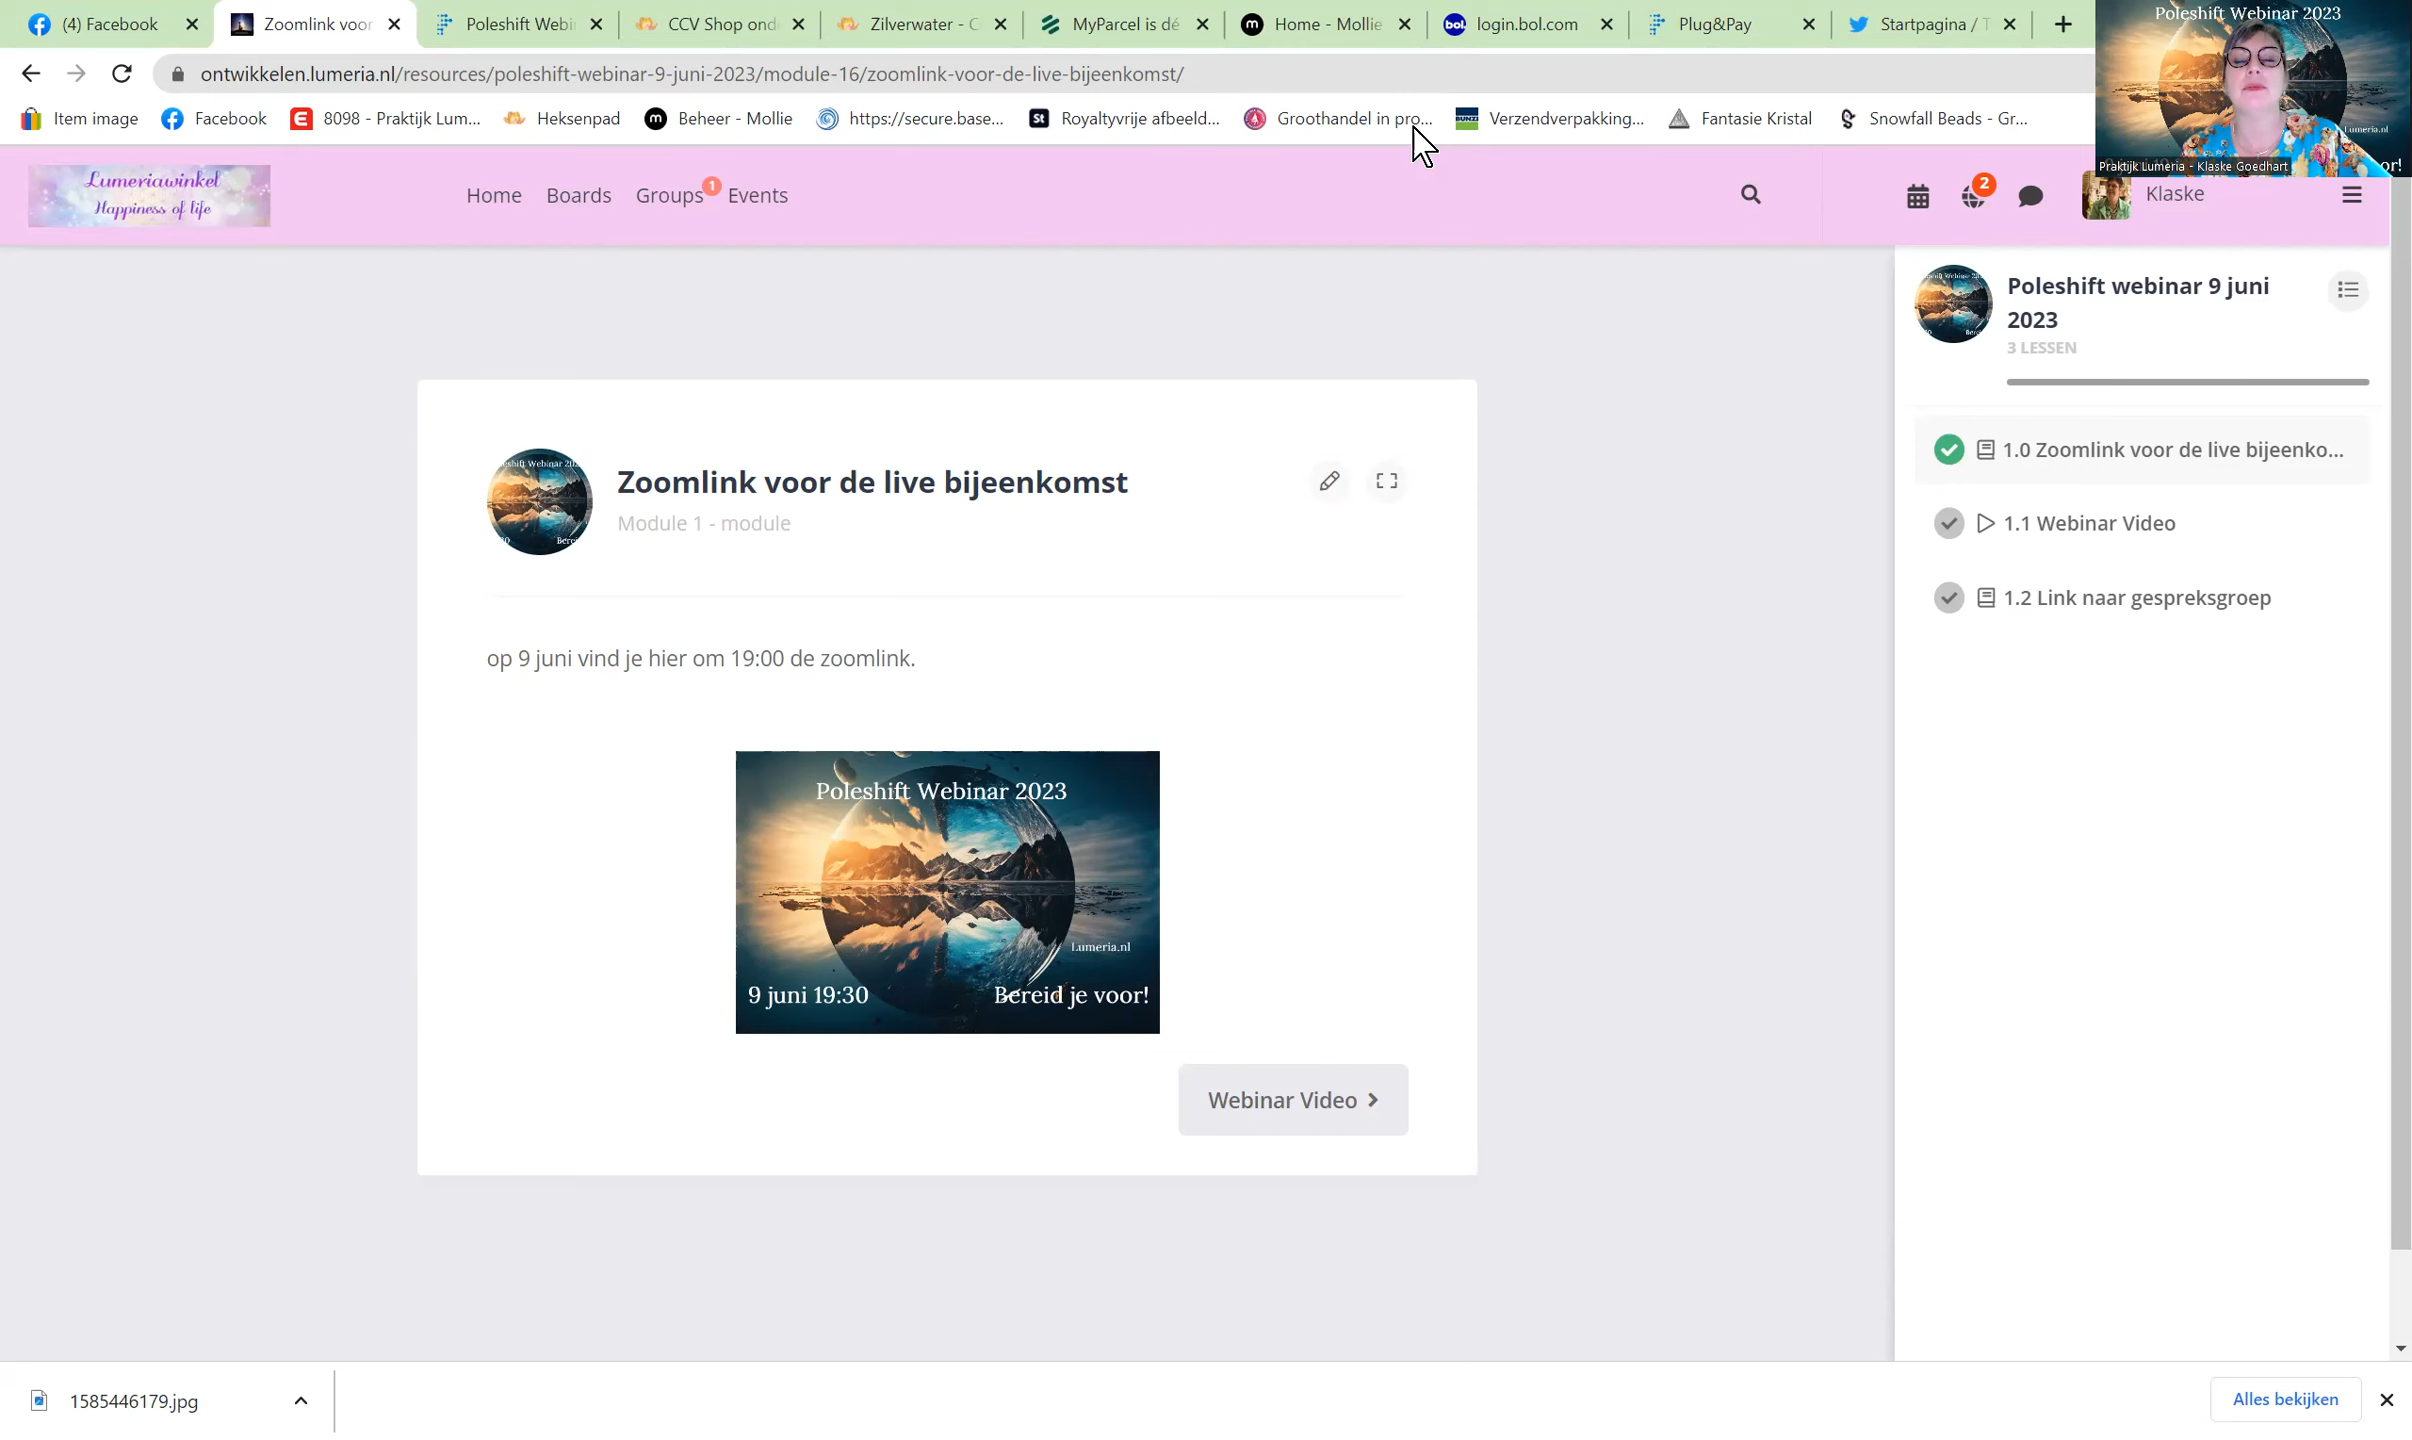 (4) Facebook
Zoomlink voor
Poleshift Webi
CCV Shop ond
Zilverwater - C
MyParcel is dé
Home - Mollie
bol.
login.bol.com
Plug&Pay
Startpagina / T
ontwikkelen.lumeria.nl/resources/poleshift-webinar-9-juni-2023/module-16/zoomlink-voor-de-live-bijeenkomst/
Item image
Facebook
8098 - Praktijk Lum...
Heksenpad
Beheer - Mollie
https://secure.base...
St
Royaltyvrije afbeeld...
Groothandel in pro...
Verzendverpakking...
Fantasie Kristal
Snowfall Beads - Gr...
Poleshift Webinar 2023
Lumeria.nl
or!
Praktijk Lumeria - Klaske Goedhart
Lumeriawinkel
Happiness of life
Home
Boards
Groups
1
Events
2
Klaske
Poleshift webinar 9 juni
2023
3 LESSEN
1.0 Zoomlink voor de live bijeenko...
1.1 Webinar Video
1.2 Link naar gespreksgroep
Zoomlink voor de live bijeenkomst
Module 1 - module
op 9 juni vind je hier om 19:00 de zoomlink.
Poleshift Webinar 2023
Lumeria.nl
9 juni 19:30
Bereid je voor!
Webinar Video
1585446179.jpg
Alles bekijken